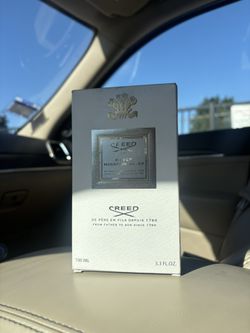 CREED
CREED
DE PÈRE EN FILS DEPUIS 1760
FROM FATHER TO SON SINCE 1760
100 ML
3.3 FL.OZ.